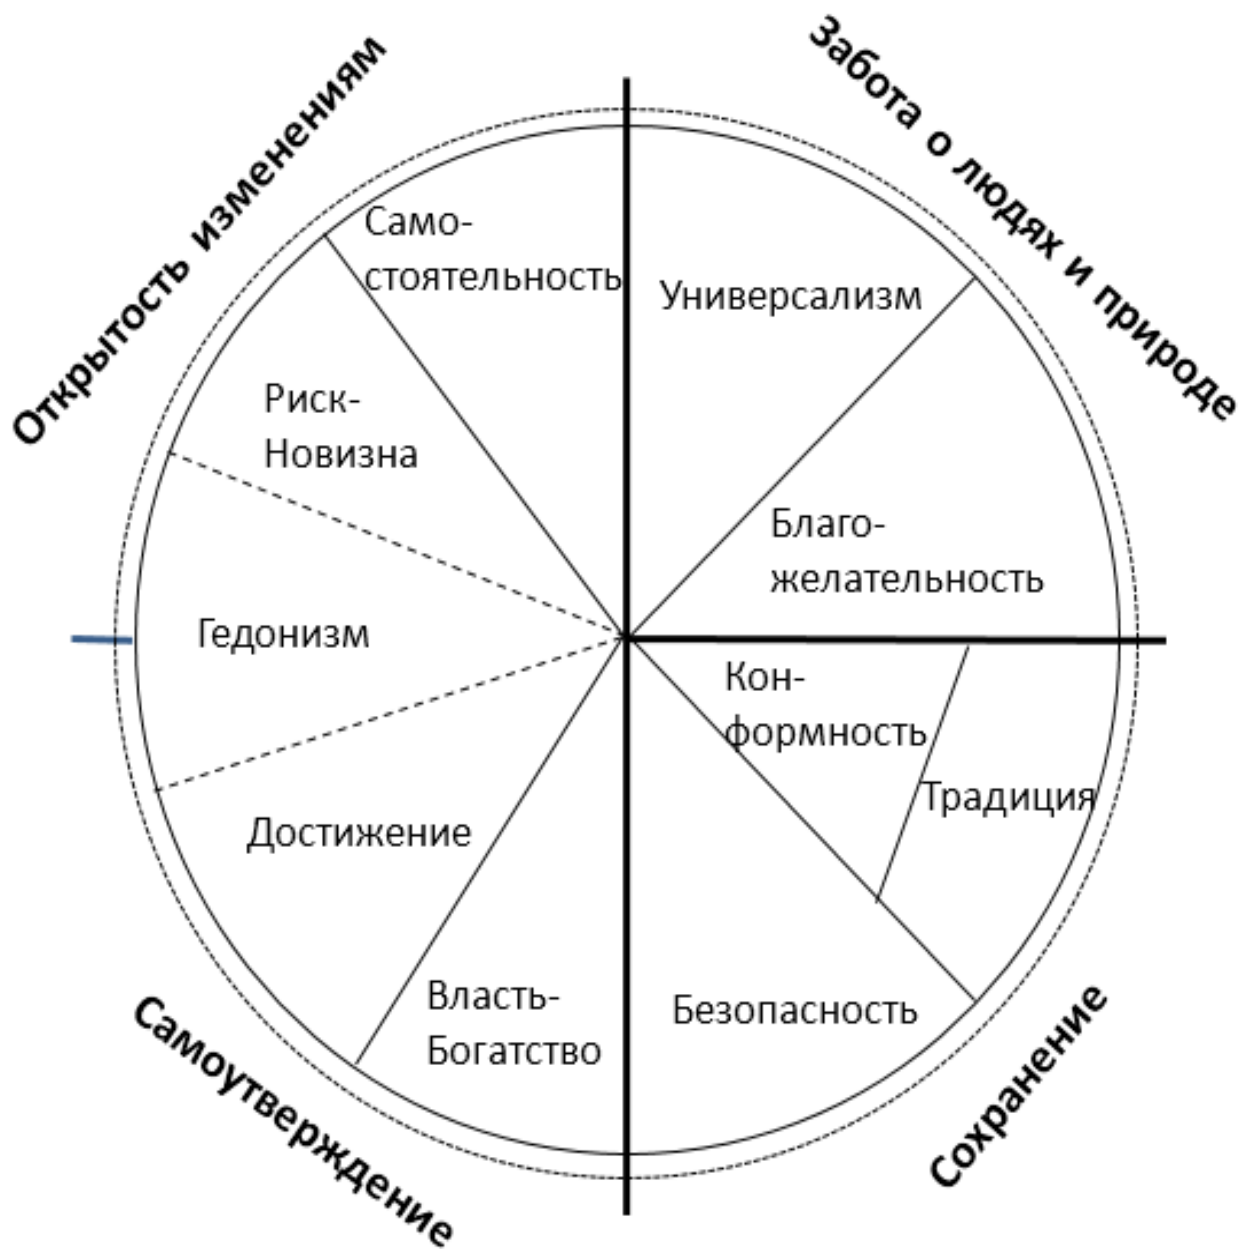 Открытость изменениям
Забота о людях и природе
Само-
стоятельность
Универсализм
Риск-
Новизна
Благо-
желательность
Гедонизм
Кон-
формность
Традиция
Достижение
Власть-
Богатство
Безопасность
Самоутверждение
Сохранение